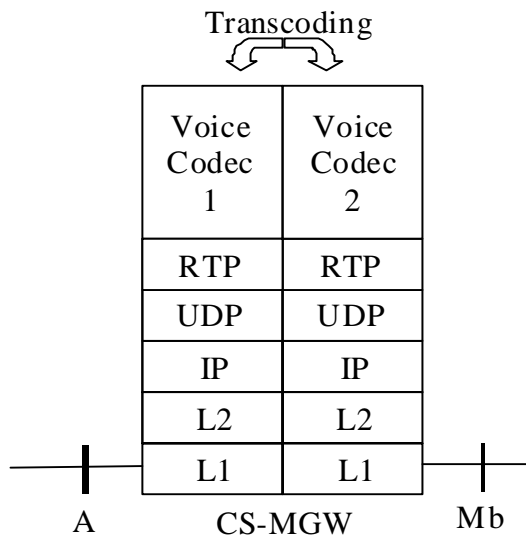 Transcoding
Voice Codec 1
Voice Codec 2
RTP RTP
UDP UDP
IP IP
L2 L2
L1 L1
A CS-MGW Mb